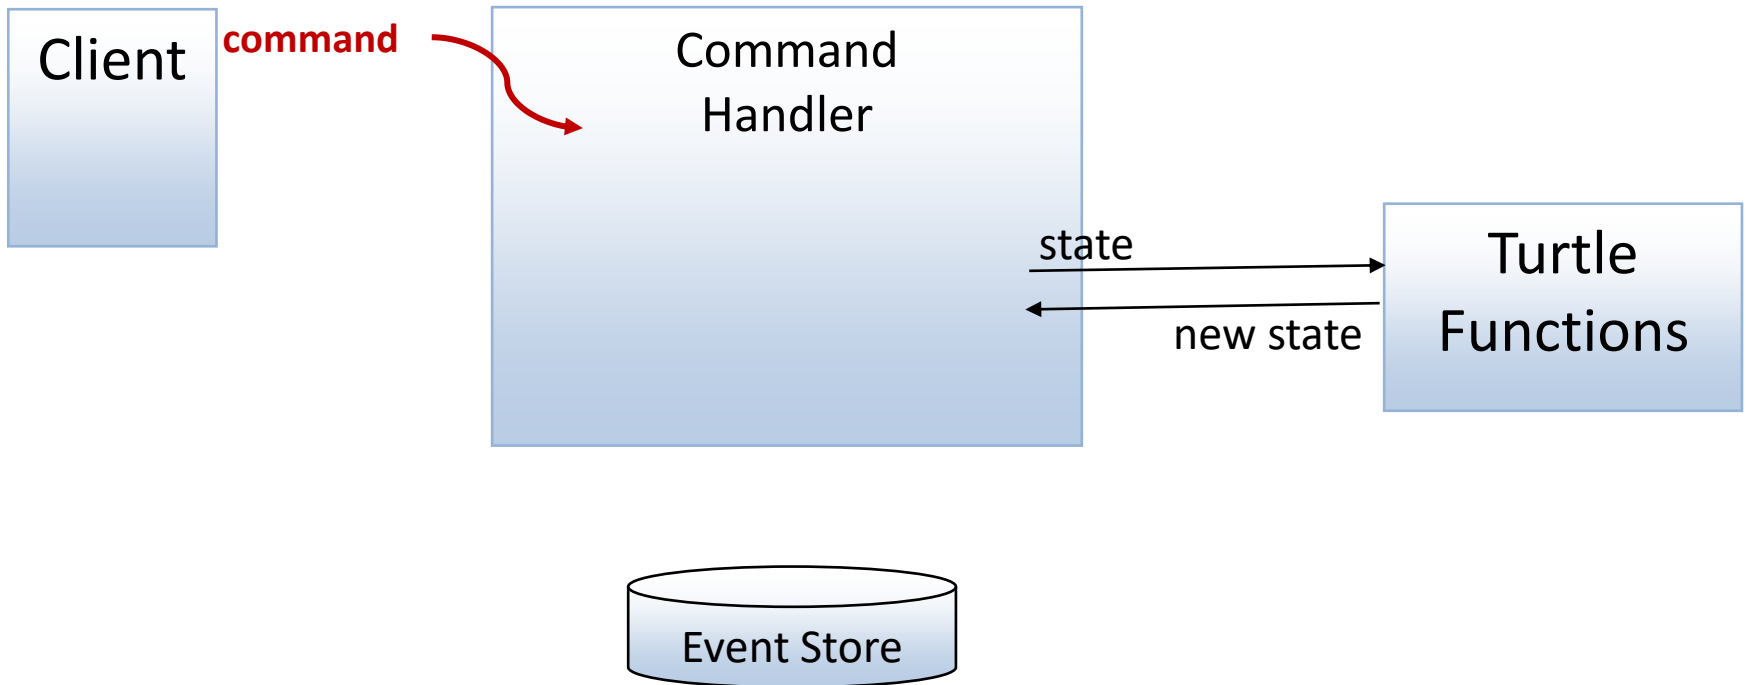 Client
command
Command
Handler
state
new state
Turtle
Functions
Event Store